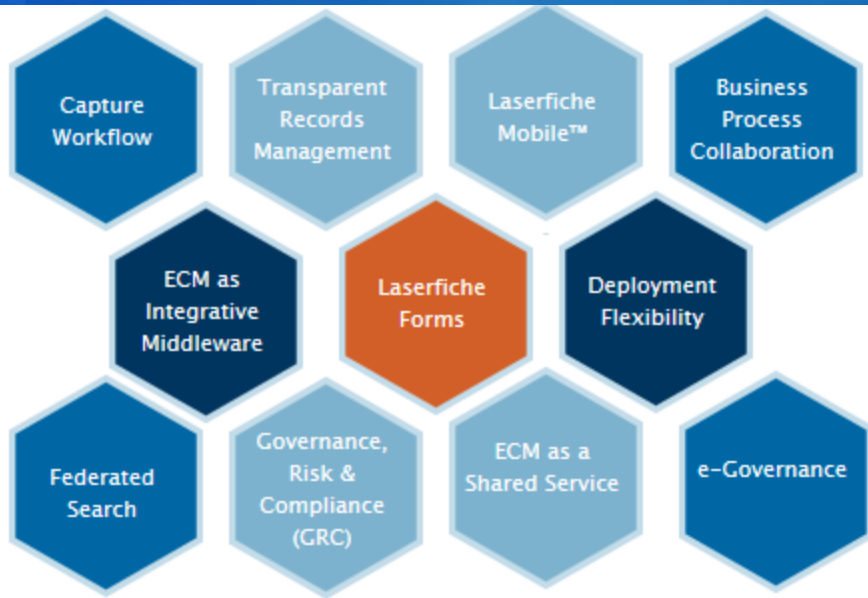 Capture
Workflow
Transparent
Records
Management
Laserfiche
Mobile™
Business
Process
Collaboration
ECM as
Integrative
Middleware
Laserfiche
Forms
Deployment
Flexibility
Federated
Search
Governance,
Risk &
Compliance
(GRC)
ECM as a
Shared Service
e-Governance